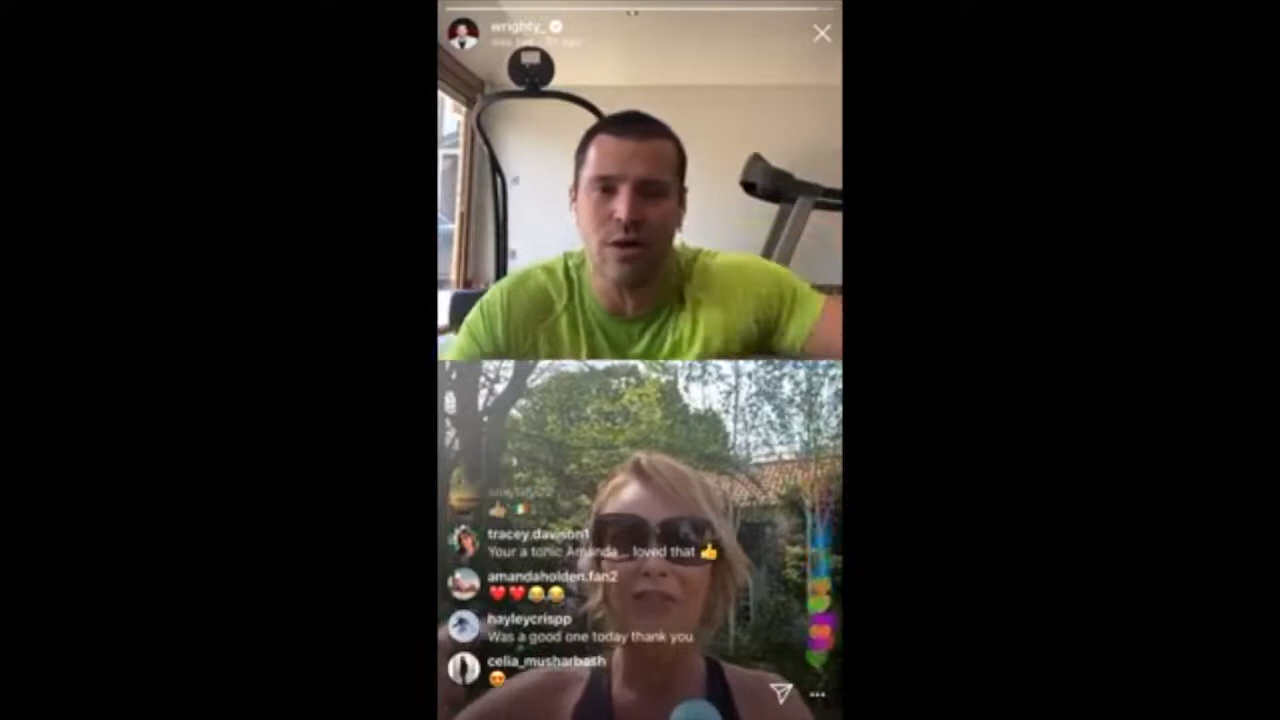 wrighty_
tracey.davison1
Your a tonic Amanda .. loved that 👍
amandaholden.fan2
❤️❤️😂😂
hayleycrispp
Was a good one today thank you
celia_musharbash
😍